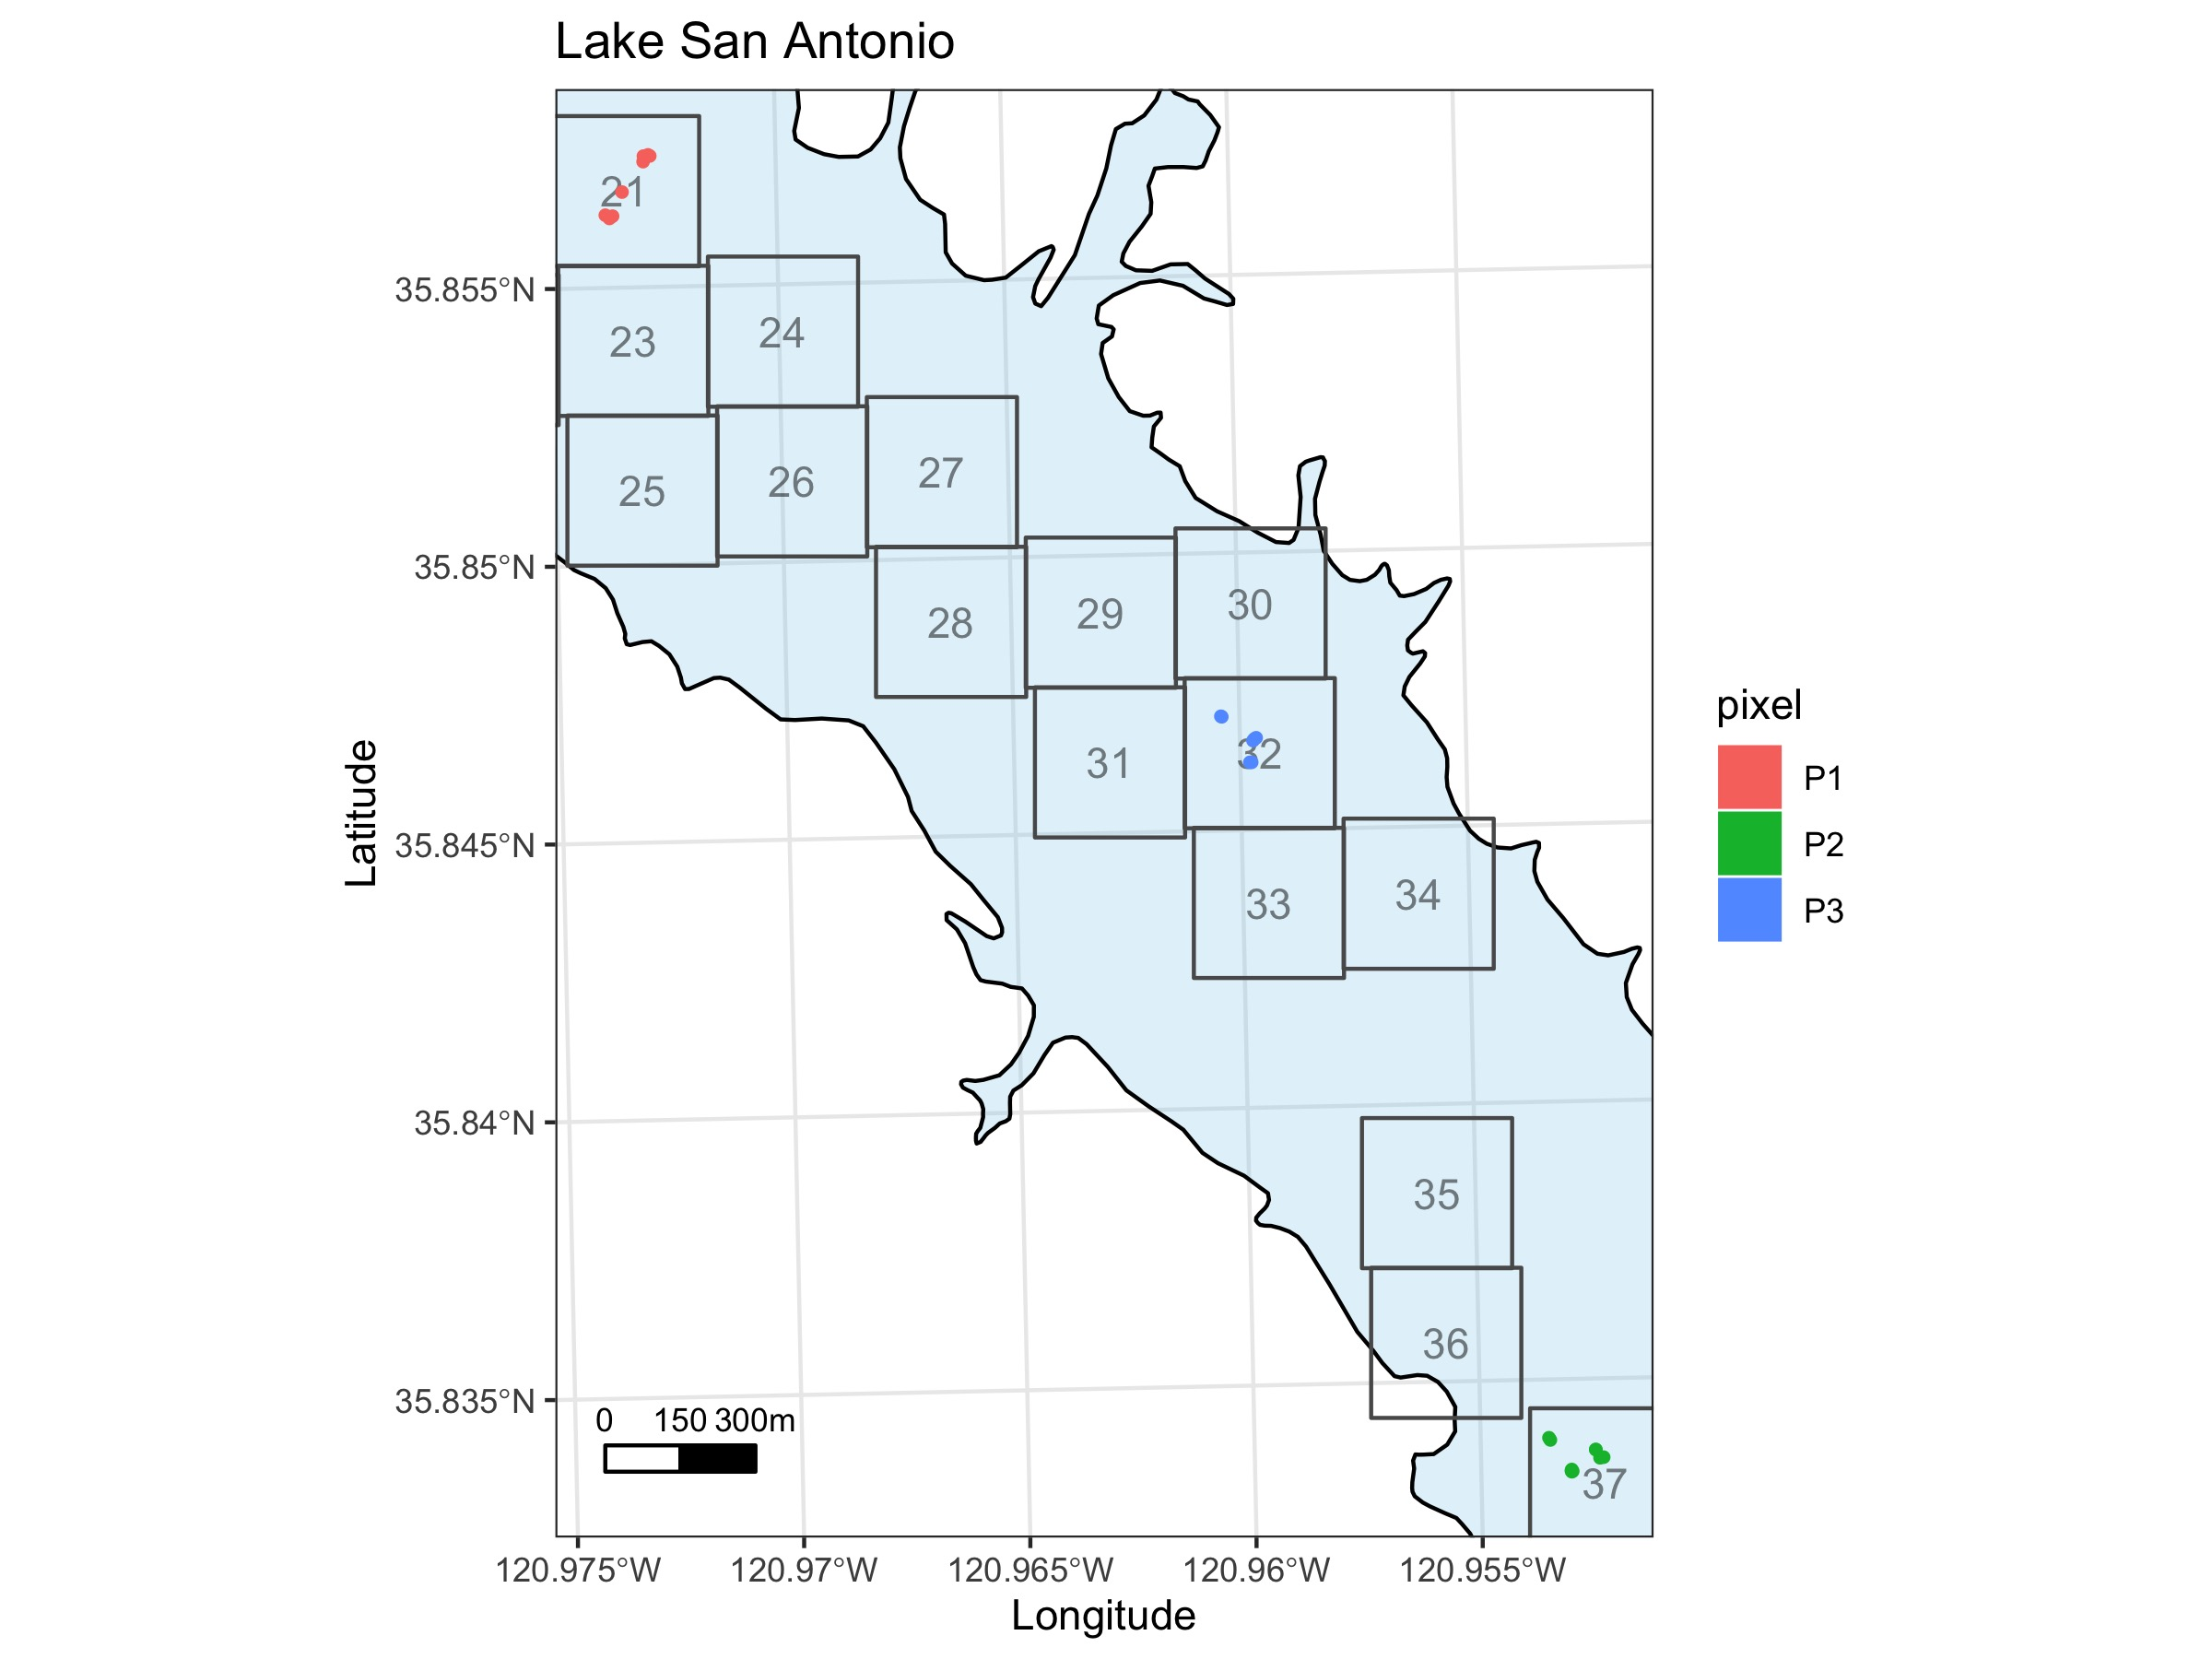 Lake San Antonio
21
35.855°N
23
24
25
26
27
35.85°N
28
29
30
31
32
35.845°N
33
34
35.84°N
35
36
35.835°N
37
0 150 300m
120.975°W 120.97°W 120.965°W 120.96°W 120.955°W
Longitude
Latitude
pixel
P1
P2
P3